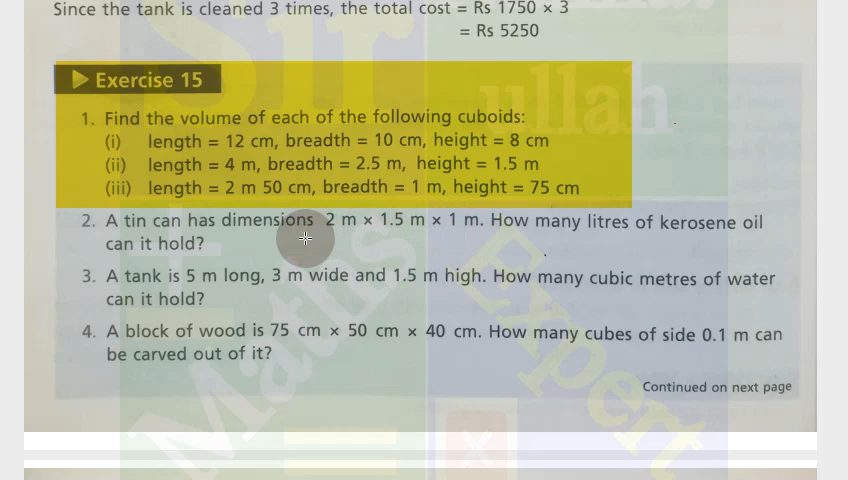 Since the tank is cleaned 3 times, the total cost = Rs 1750 × 3
= Rs 5250
Exercise 15
1. Find the volume of each of the following cuboids:
(i) length = 12 cm, breadth = 10 cm, height = 8 cm
(ii) length = 4 m, breadth = 2.5 m, height = 1.5 m
(iii) length = 2 m 50 cm, breadth = 1 m, height = 75 cm
2. A tin can has dimensions 2 m × 1.5 m × 1 m. How many litres of kerosene oil
can it hold?
3. A tank is 5 m long, 3 m wide and 1.5 m high. How many cubic metres of water
can it hold?
4. A block of wood is 75 cm × 50 cm × 40 cm. How many cubes of side 0.1 m can
be carved out of it?
Continued on next page
Sir
ullah
Maths
Expert